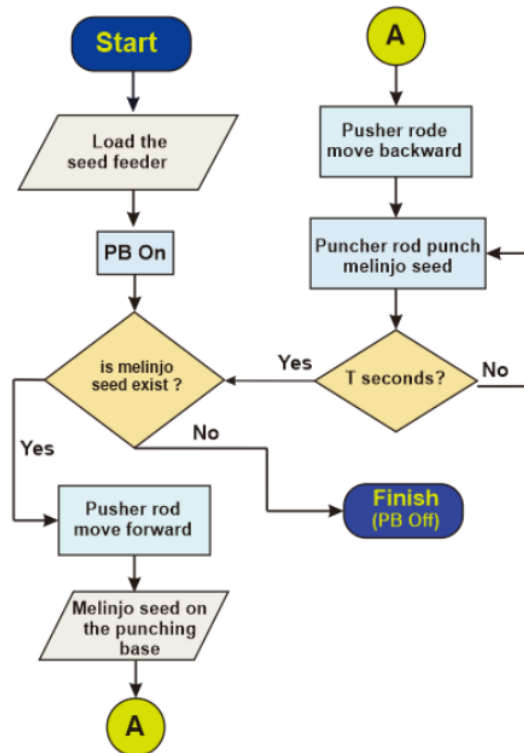 Start
Load the
seed feeder
PB On
is melinjo
seed exist ?
Yes
No
Pusher rod
move forward
Melinjo seed on
the punching
base
A
A
Pusher rode
move backward
Puncher rod punch
melinjo seed
T seconds?
Yes
No
Finish
(PB Off)